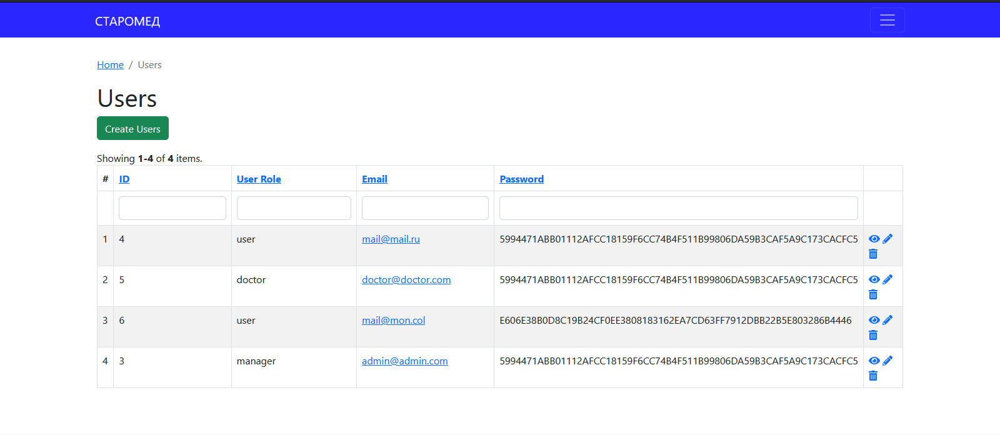 СТАРОМЕД
Home / Users
Users
Create Users
Showing 1-4 of 4 items.
# ID User Role Email Password
1 4 user mail@mail.ru 5994471ABB01112AFCC18159F6CC74B4F511B99806DA59B3CAF5A9C173CACFC5
2 5 doctor doctor@doctor.com 5994471ABB01112AFCC18159F6CC74B4F511B99806DA59B3CAF5A9C173CACFC5
3 6 user mail@mon.col E606E38B0D8C19B24CF0EE3808183162EA7CD63FF7912DBB22B5E803286B4446
4 3 manager admin@admin.com 5994471ABB01112AFCC18159F6CC74B4F511B99806DA59B3CAF5A9C173CACFC5